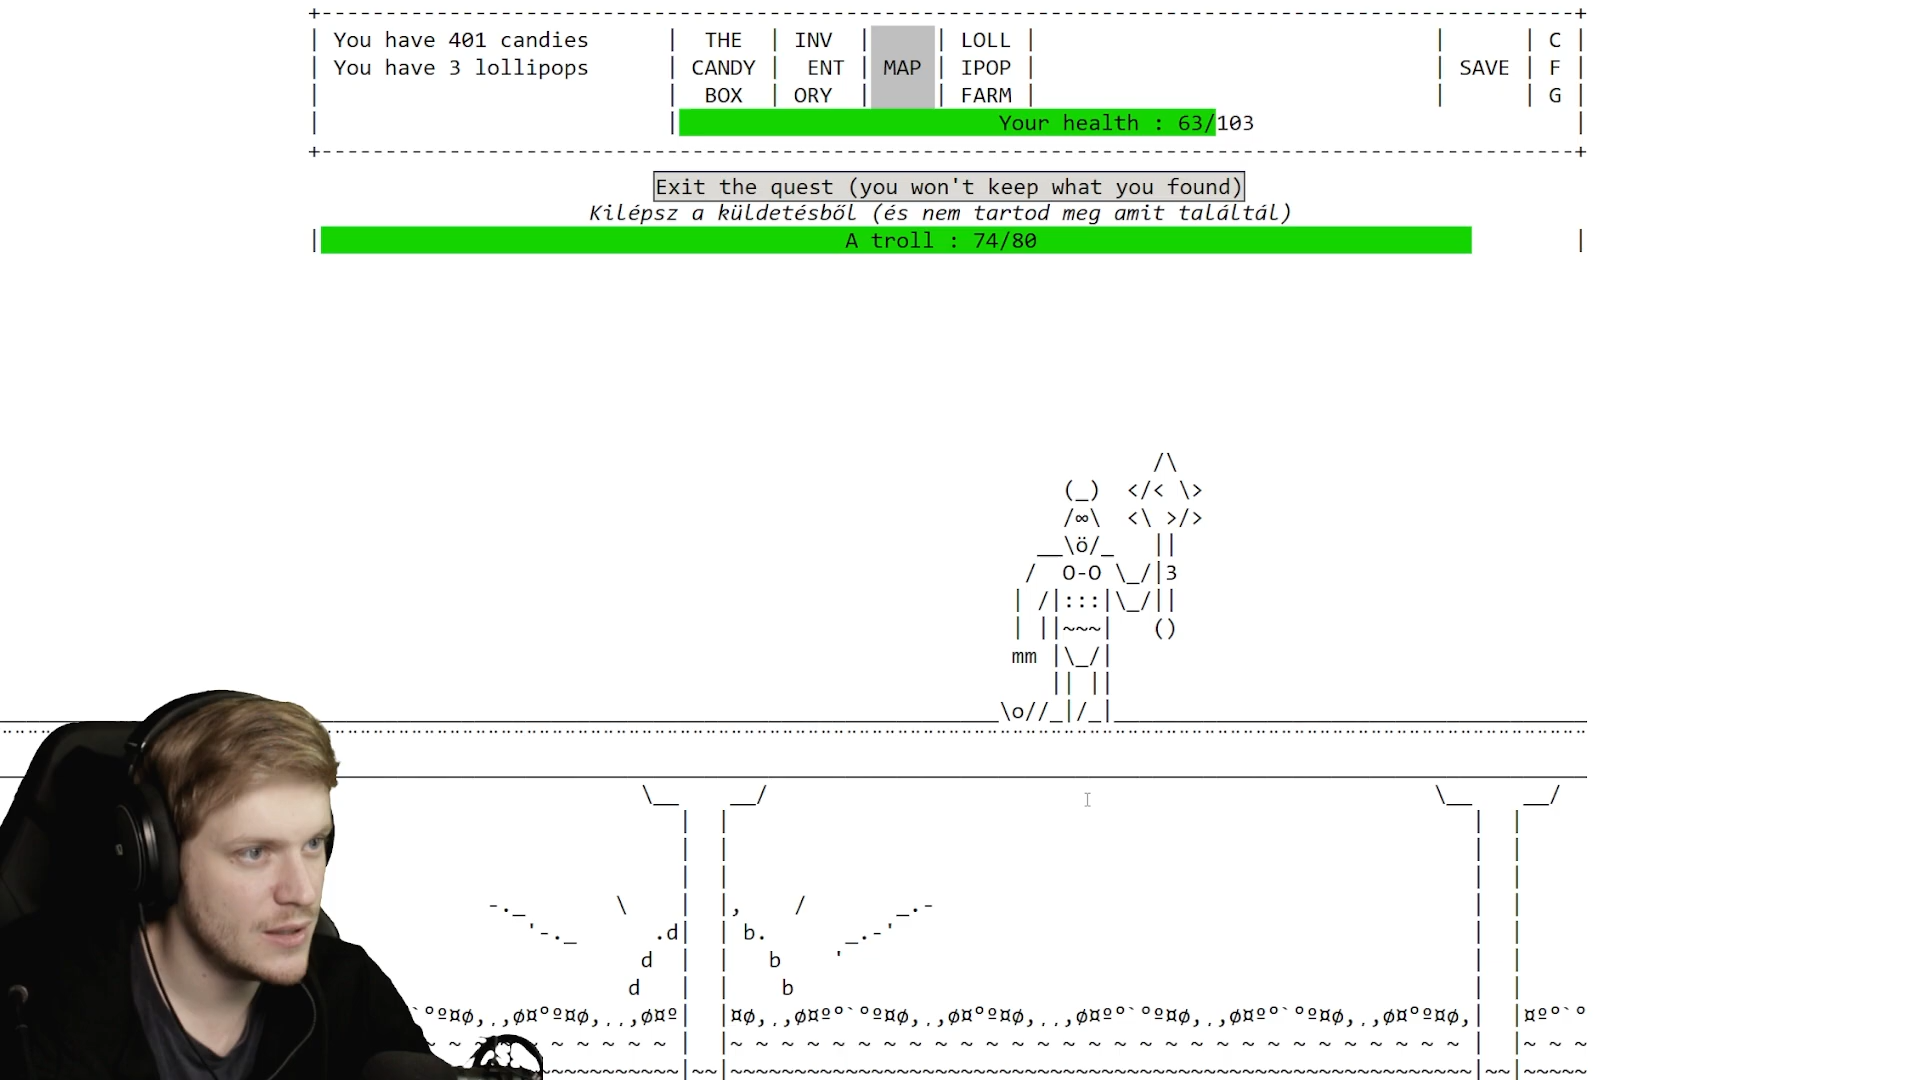 You have 401 candies
You have 3 lollipops
THE CANDY BOX
INV ENT ORY
MAP
LOLL IPOP FARM
SAVE
C F G
Your health : 63/103
Exit the quest (you won't keep what you found)
Kilépsz a küldetésből (és nem tartod meg amit találtál)
A troll : 74/80